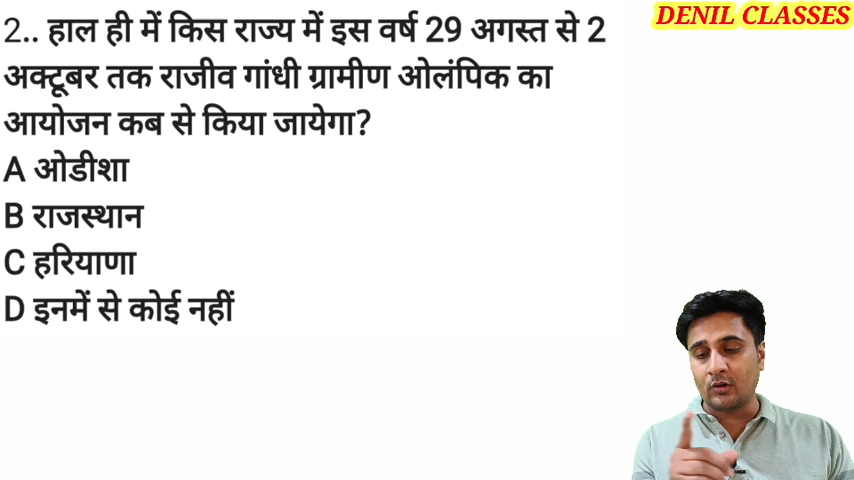 DENIL CLASSES
2.. हाल ही में किस राज्य में इस वर्ष 29 अगस्त से 2
अक्टूबर तक राजीव गांधी ग्रामीण ओलंपिक का
आयोजन कब से किया जायेगा?
A ओडीशा
B राजस्थान
C हरियाणा
D इनमें से कोई नहीं